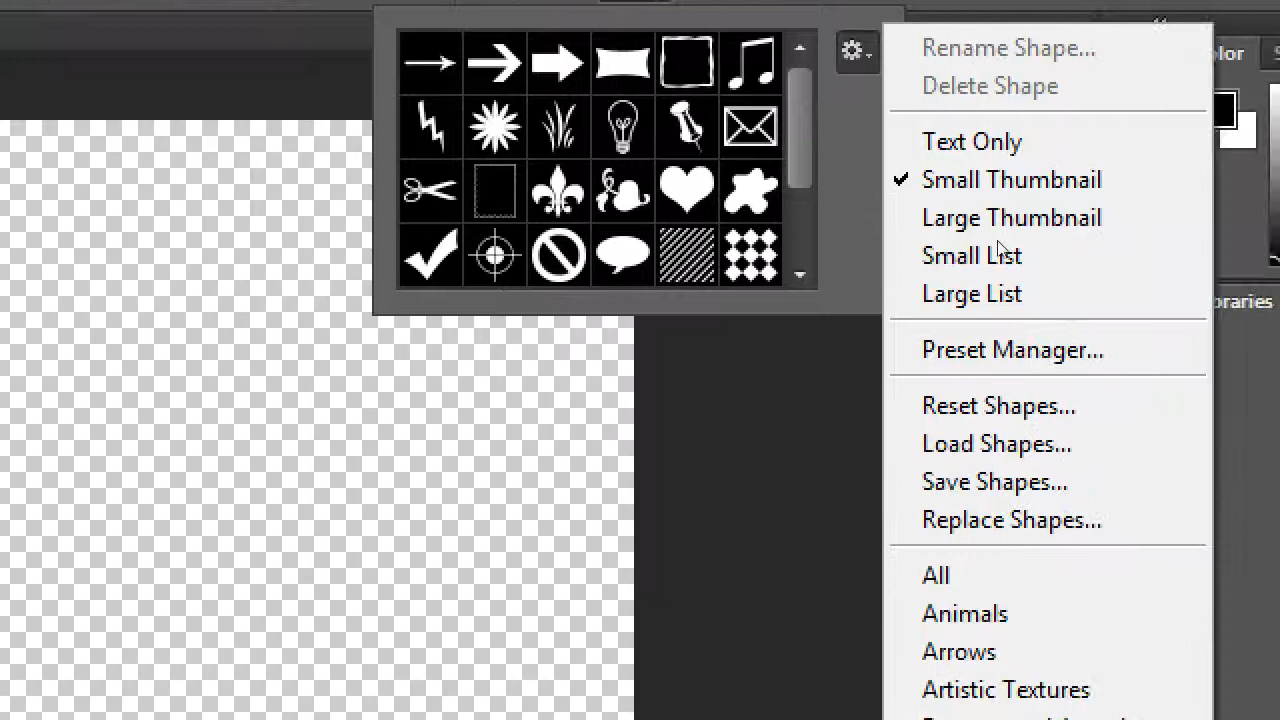 Rename Shape...
Delete Shape
Text Only
Small Thumbnail
Large Thumbnail
Small List
Large List
Preset Manager...
Reset Shapes...
Load Shapes...
Save Shapes...
Replace Shapes...
All
Animals
Arrows
Artistic Textures
lor
braries